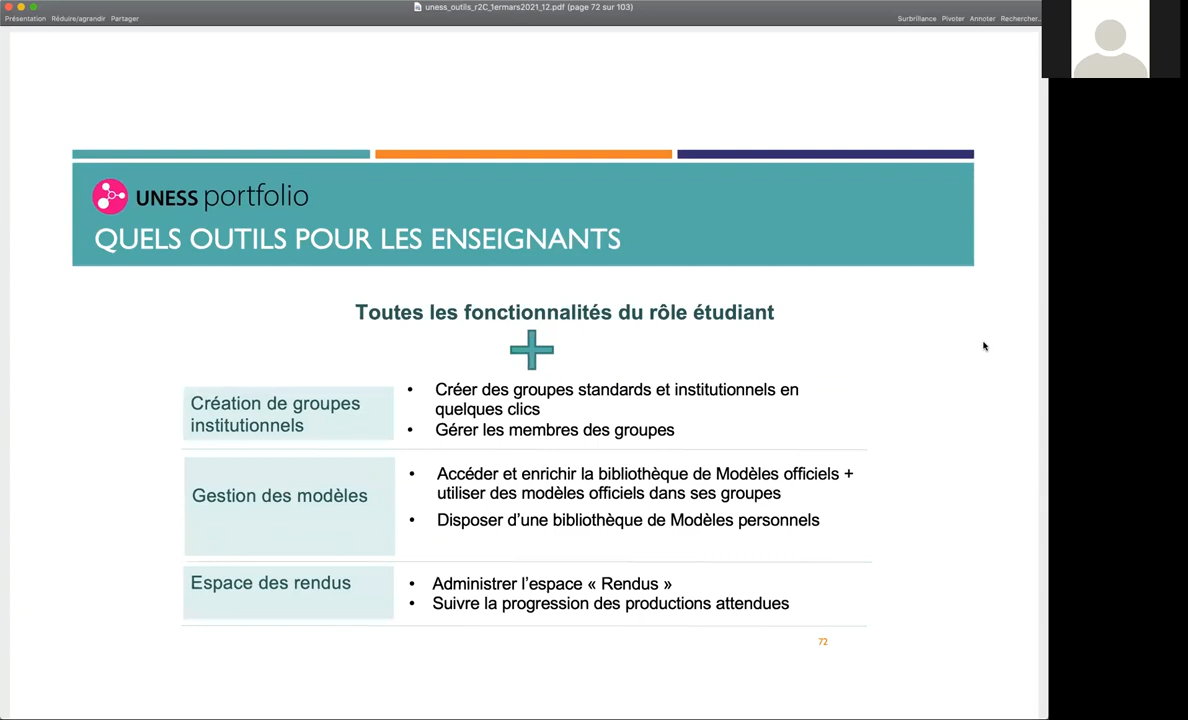 uness_outils_r2C_1ermars2021_12.pdf (page 72 sur 103)
Présentation Réduire/agrandir Partager
Surbrillance Pivoter Annoter Rechercher...
UNESS portfolio
QUELS OUTILS POUR LES ENSEIGNANTS
Toutes les fonctionnalités du rôle étudiant
Création de groupes
institutionnels
• Créer des groupes standards et institutionnels en
quelques clics
• Gérer les membres des groupes
Gestion des modèles
• Accéder et enrichir la bibliothèque de Modèles officiels +
utiliser des modèles officiels dans ses groupes
• Disposer d’une bibliothèque de Modèles personnels
Espace des rendus
• Administrer l’espace « Rendus »
• Suivre la progression des productions attendues
72